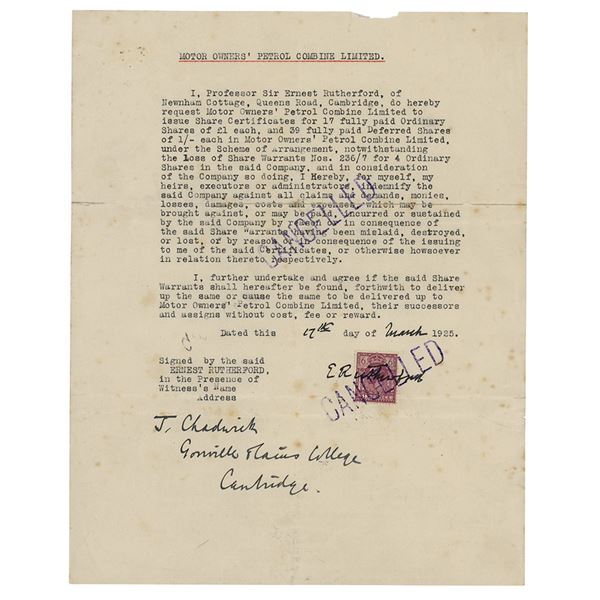 MOTOR OWNERS' PETROL COMBINE LIMITED.
I, Professor Sir Ernest Rutherford, of
Newnham Cottage, Queens Road, Cambridge, do hereby
request Motor Owners' Petrol Combine Limited to
issue Share Certificates for 17 fully paid Ordinary
Shares of £1 each, and 39 fully paid Deferred Shares
of 1/- each in Motor Owners' Petrol Combine Limited,
under the Scheme of Arrangement, notwithstanding
the Loss of Share Warrants Nos. 236/7 for 4 Ordinary
Shares in the said Company, and in consideration
of the Company so doing, I Hereby, for myself, my
heirs, executors or administrators, indemnify the
said Company against all claims and demands, monies,
losses, damages, costs and expenses, which may be
brought against, or may be paid, incurred or sustained
by the said Company by reason or in consequence of
the said Share Warrants having been mislaid, destroyed,
or lost, or by reason or in consequence of the issuing
to me of the said Certificates, or otherwise howsoever
in relation thereto respectively.
CANCELLED
I, further undertake and agree if the said Share
Warrants shall hereafter be found, forthwith to deliver
up the same or cause the same to be delivered up to
Motor Owners' Petrol Combine Limited, their successors
and assigns without cost, fee or reward.
Dated this 17th day of March 1925.
Signed by the said
ERNEST RUTHERFORD,
in the Presence of
Witness's Name
Address
E Rutherford
CANCELLED
J. Chadwick
Gonville & Caius College
Cambridge.